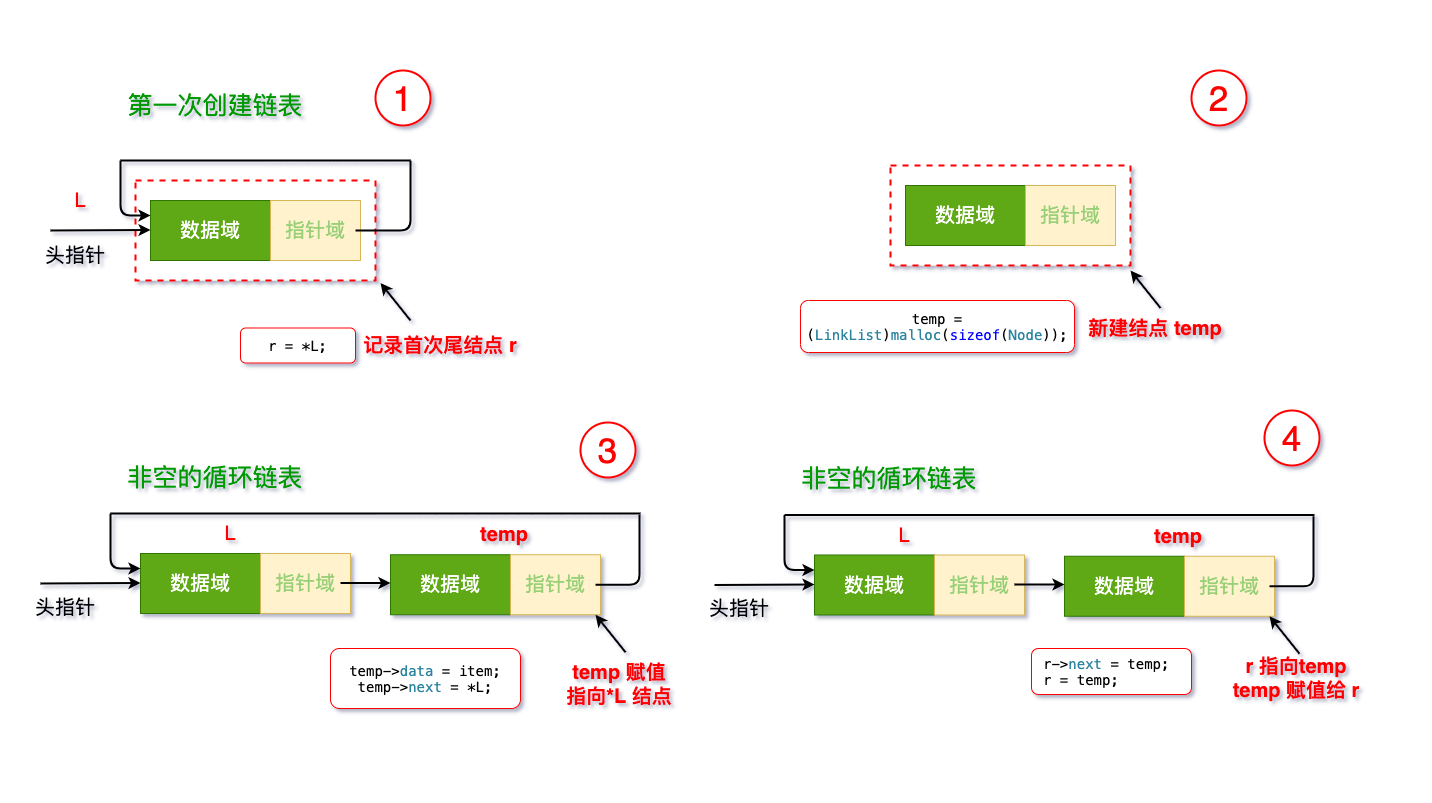 第一次创建链表
1
L
数据域
指针域
头指针
r = *L;
记录首次尾结点 r
2
数据域
指针域
temp =
(LinkList)malloc(sizeof(Node));
新建结点 temp
非空的循环链表
3
L
temp
数据域
指针域
数据域
指针域
头指针
temp->data = item;
temp->next = *L;
temp 赋值
指向*L 结点
非空的循环链表
4
L
temp
数据域
指针域
数据域
指针域
头指针
r->next = temp;
r = temp;
r 指向temp
temp 赋值给 r